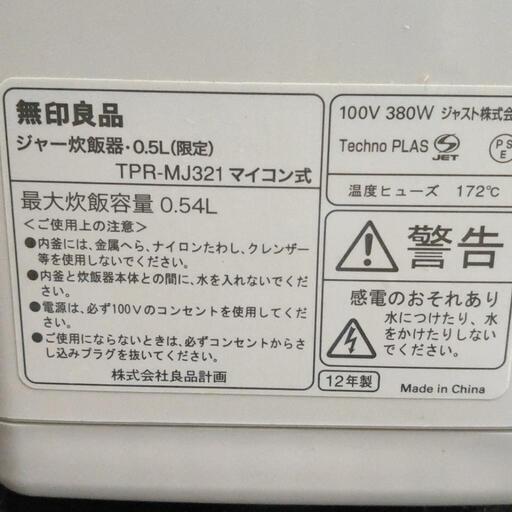 無印良品
ジャー炊飯器・0.5L(限定)
TPR-MJ321 マイコン式
最大炊飯容量 0.54L
<ご使用上の注意>
●内釜には、金属へら、ナイロンたわし、クレンザー
等を使用しないでください。
●内釜と炊飯器本体との間に、水を入れないでくだ
さい。
●電源は、必ず100Vのコンセントを使用してくだ
さい。
●ご使用にならないときは、必ずコンセントからさ
し込みプラグを抜いてください。
株式会社良品計画
100V 380W ジャスト株式会
Techno PLAS S JET PS E
温度ヒューズ 172℃
警告
感電のおそれあり
水につけたり、水
をかけたりしない
でください。
12年製
Made in China